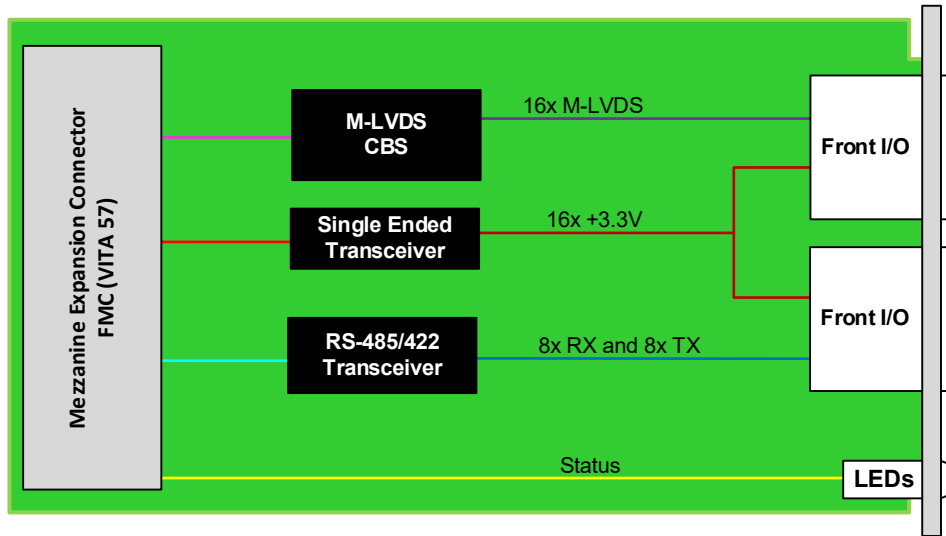 Mezzanine Expansion Connector
FMC (VITA 57)
M-LVDS
CBS
16x M-LVDS
Front I/O
Single Ended
Transceiver
16x +3.3V
Front I/O
RS-485/422
Transceiver
8x RX and 8x TX
Status
LEDs